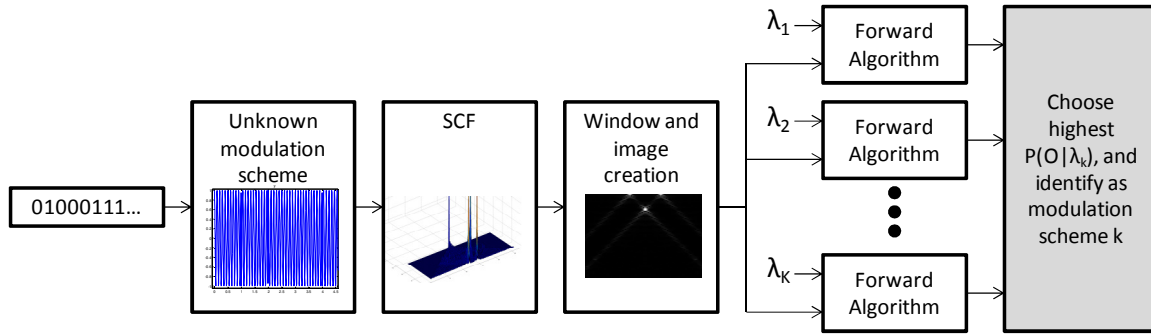 01000111...
Unknown
modulation
scheme
SCF
Window and
image
creation
λ1
Forward
Algorithm
λ2
Forward
Algorithm
λK
Forward
Algorithm
Choose
highest
P(O|λk), and
identify as
modulation
scheme k